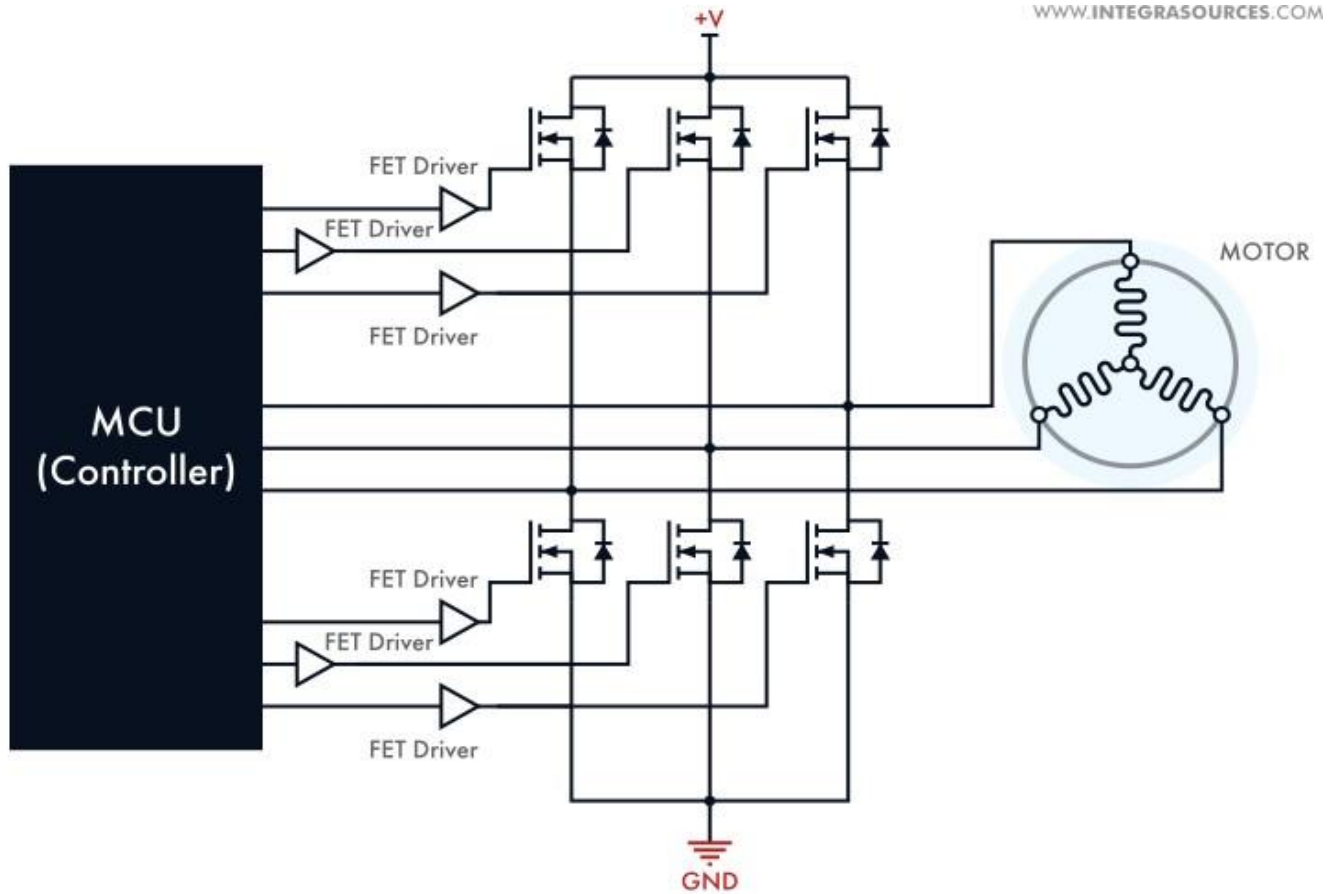 WWW.INTEGRASOURCES.COM
+V
FET Driver
FET Driver
FET Driver
MOTOR
MCU
(Controller)
FET Driver
FET Driver
FET Driver
GND